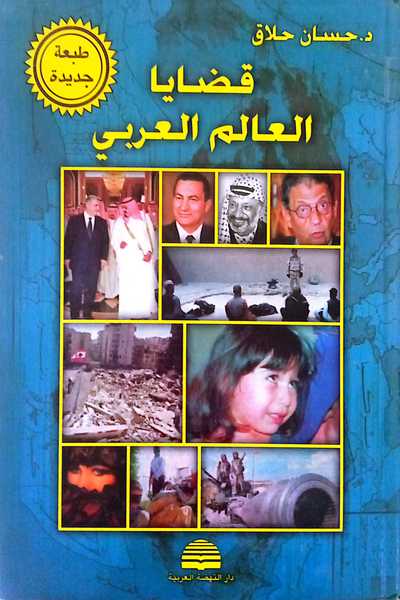 د. حسان حلاق
طبعة
جديدة
قضايا
العالم العربي
دار النهضة العربية